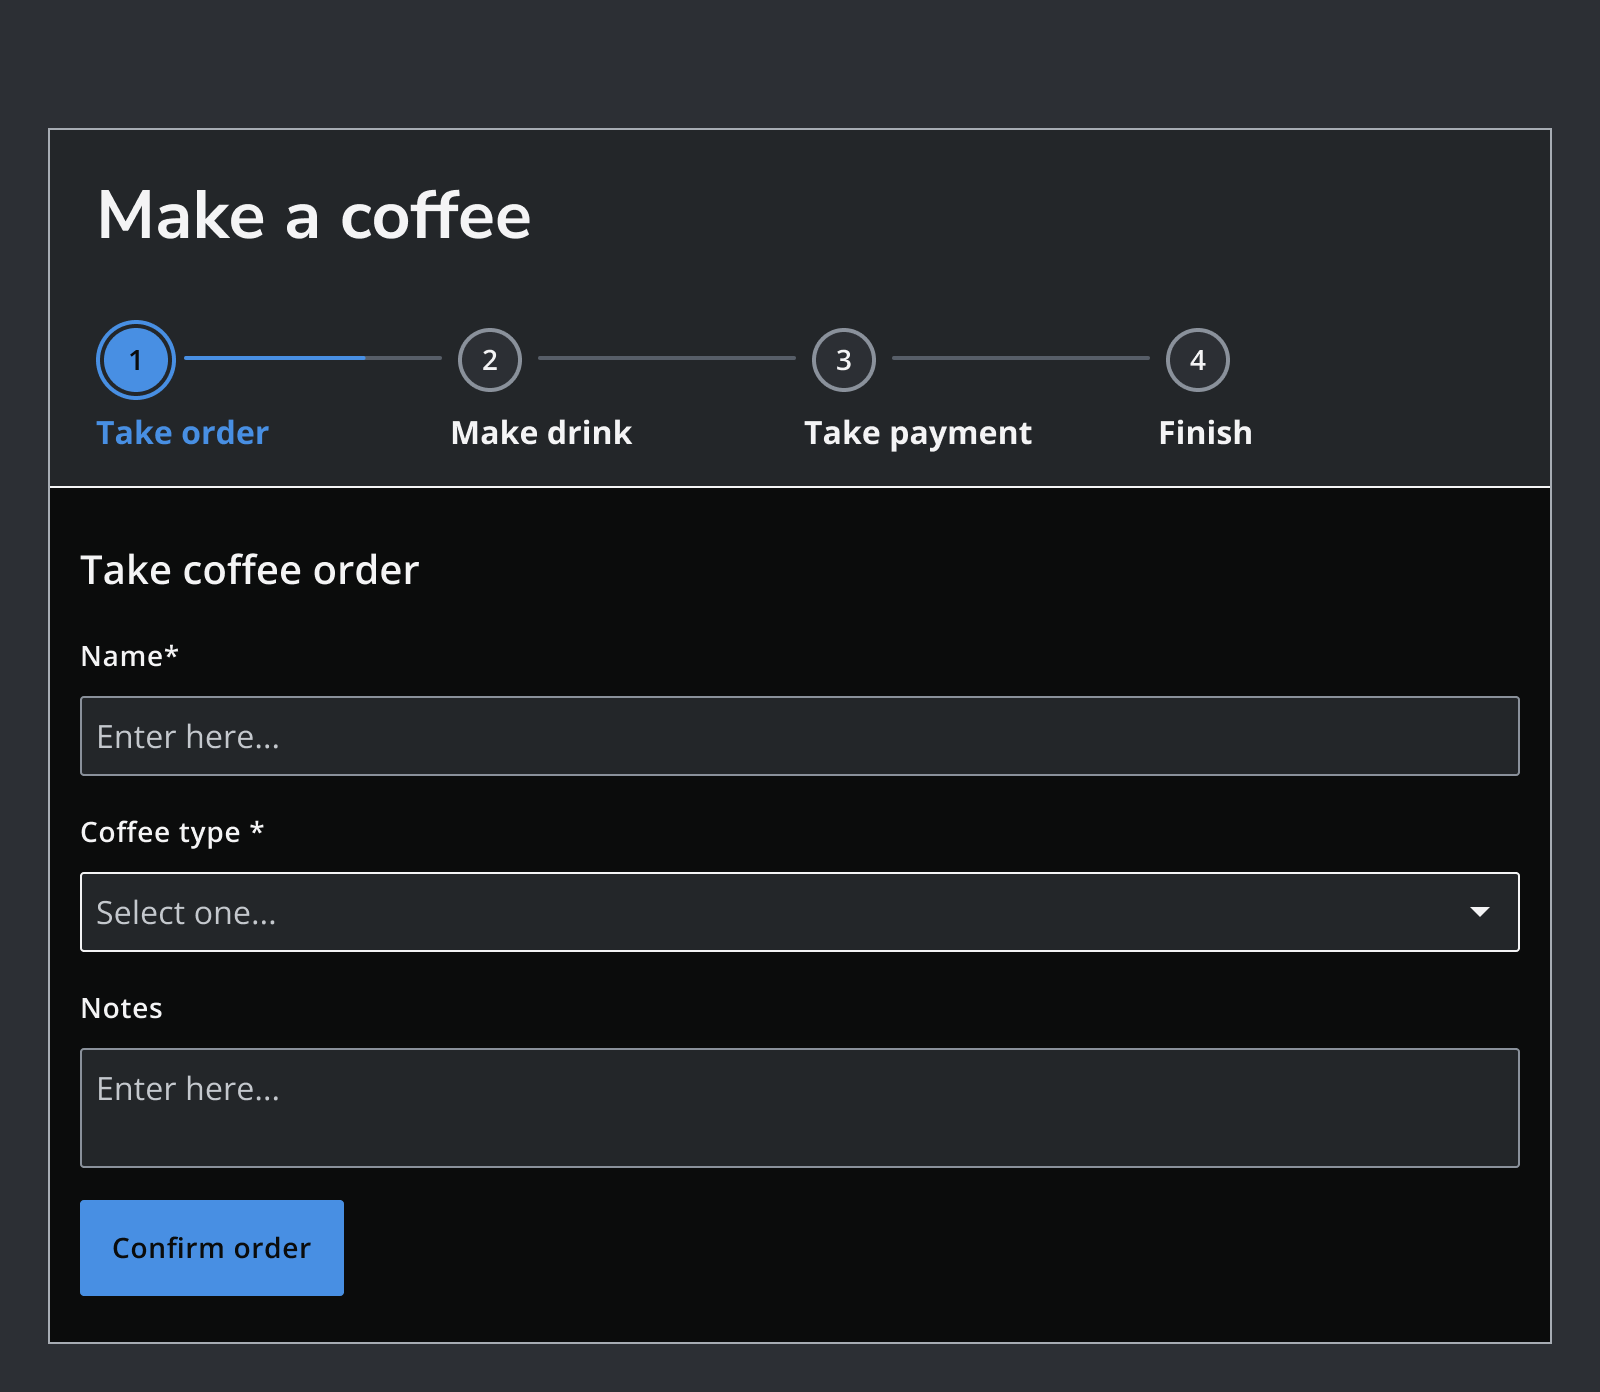 Make a coffee
1 2 3 4
Take order Make drink Take payment Finish
Take coffee order
Name*
Enter here...
Coffee type *
Select one...
Notes
Enter here...
Confirm order